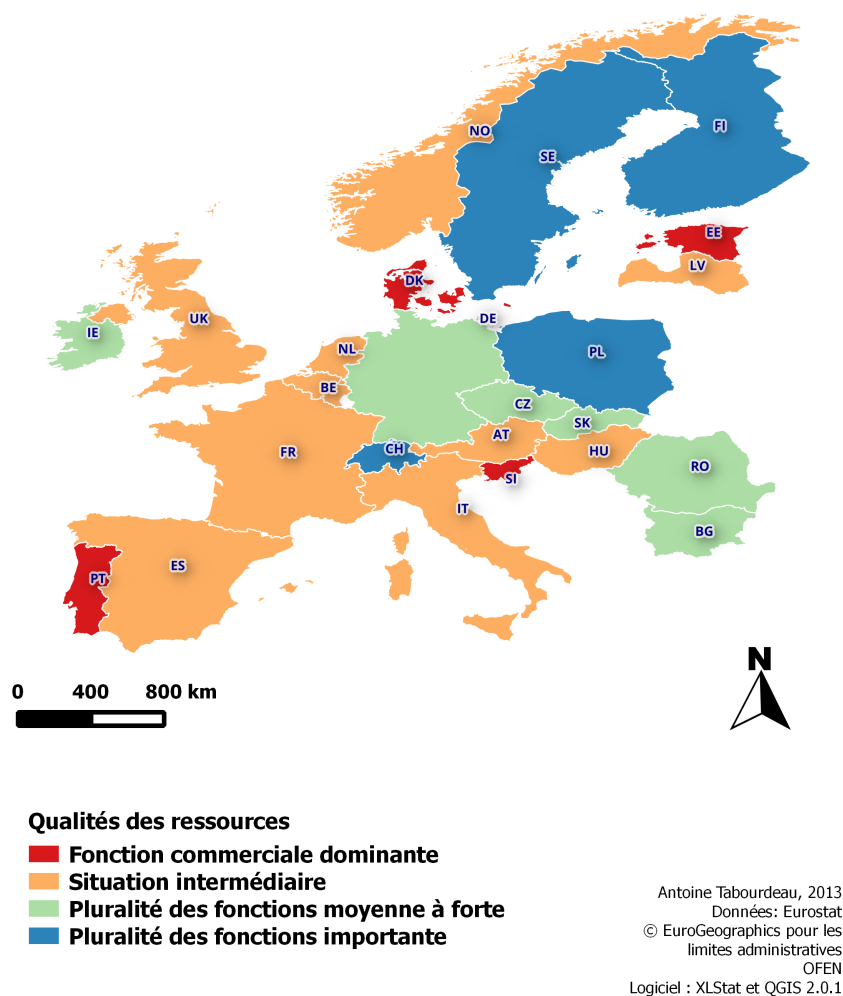 NO
FI
SE
EE
LV
DK
UK
DE
IE
NL
PL
BE
CZ
SK
AT
FR
CH
HU
RO
SI
IT
BG
ES
PT
N
0 400 800 km
Qualités des ressources
Fonction commerciale dominante
Situation intermédiaire
Pluralité des fonctions moyenne à forte
Pluralité des fonctions importante
Antoine Tabourdeau, 2013
Données: Eurostat
© EuroGeographics pour les
limites administratives
OFEN
Logiciel : XLStat et QGIS 2.0.1